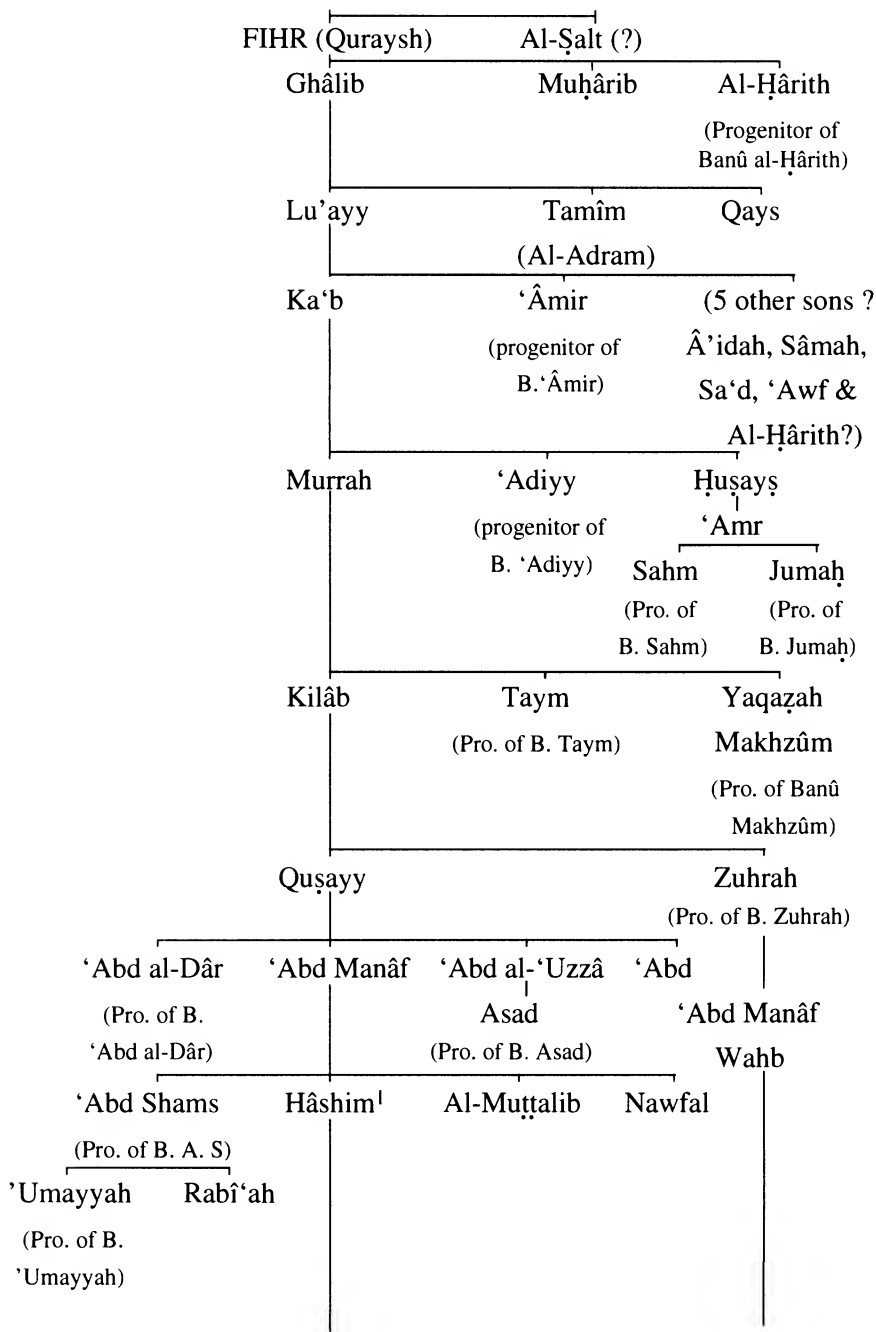 FIHR (Quraysh) Al-Ṣalt (?)
Ghâlib Muḥârib Al-Ḥârith
(Progenitor of
Banû al-Ḥârith)
Lu’ayy Tamîm Qays
(Al-Adram)
Ka‘b ‘Âmir (5 other sons ?
(progenitor of Â’idah, Sâmah,
B.‘Âmir) Sa‘d, ‘Awf &
Al-Ḥârith?)
Murrah ‘Adiyy Ḥuṣayṣ
(progenitor of ‘Amr
B. ‘Adiyy) Sahm Jumaḥ
(Pro. of (Pro. of
B. Sahm) B. Jumaḥ)
Kilâb Taym Yaqaẓah
(Pro. of B. Taym) Makhzûm
(Pro. of Banû
Makhzûm)
Quṣayy Zuhrah
(Pro. of B. Zuhrah)
‘Abd al-Dâr ‘Abd Manâf ‘Abd al-‘Uzzâ ‘Abd
(Pro. of B. Asad ‘Abd Manâf
‘Abd al-Dâr) (Pro. of B. Asad) Wahb
‘Abd Shams Hâshim¹ Al-Muṭṭalib Nawfal
(Pro. of B. A. S)
’Umayyah Rabî‘ah
(Pro. of B.
’Umayyah)